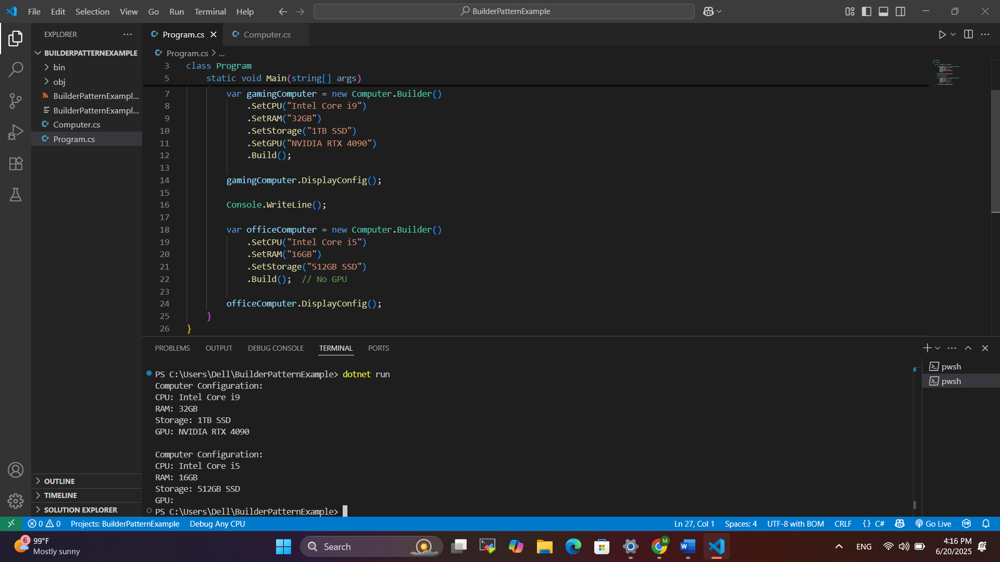 File Edit Selection View Go Run Terminal Help
BuilderPatternExample
EXPLORER
BUILDERPATTERNEXAMPLE
bin
obj
BuilderPatternExampl...
BuilderPatternExampl...
Computer.cs
Program.cs
OUTLINE
TIMELINE
SOLUTION EXPLORER
Program.cs Computer.cs
Program.cs > ...
3 class Program
5 static void Main(string[] args)
7 var gamingComputer = new Computer.Builder()
8 .SetCPU("Intel Core i9")
9 .SetRAM("32GB")
10 .SetStorage("1TB SSD")
11 .SetGPU("NVIDIA RTX 4090")
12 .Build();
13
14 gamingComputer.DisplayConfig();
15
16 Console.WriteLine();
17
18 var officeComputer = new Computer.Builder()
19 .SetCPU("Intel Core i5")
20 .SetRAM("16GB")
21 .SetStorage("512GB SSD")
22 .Build();  // No GPU
23
24 officeComputer.DisplayConfig();
25 }
26 }
PROBLEMS OUTPUT DEBUG CONSOLE TERMINAL PORTS
PS C:\Users\Dell\BuilderPatternExample> dotnet run
Computer Configuration:
CPU: Intel Core i9
RAM: 32GB
Storage: 1TB SSD
GPU: NVIDIA RTX 4090
Computer Configuration:
CPU: Intel Core i5
RAM: 16GB
Storage: 512GB SSD
GPU:
PS C:\Users\Dell\BuilderPatternExample>
pwsh
pwsh
0 0 Projects: BuilderPatternExample Debug Any CPU Ln 27, Col 1 Spaces: 4 UTF-8 with BOM CRLF {} C# Go Live
6 99°F
Mostly sunny
Search
M
ENG
4:16 PM
6/20/2025